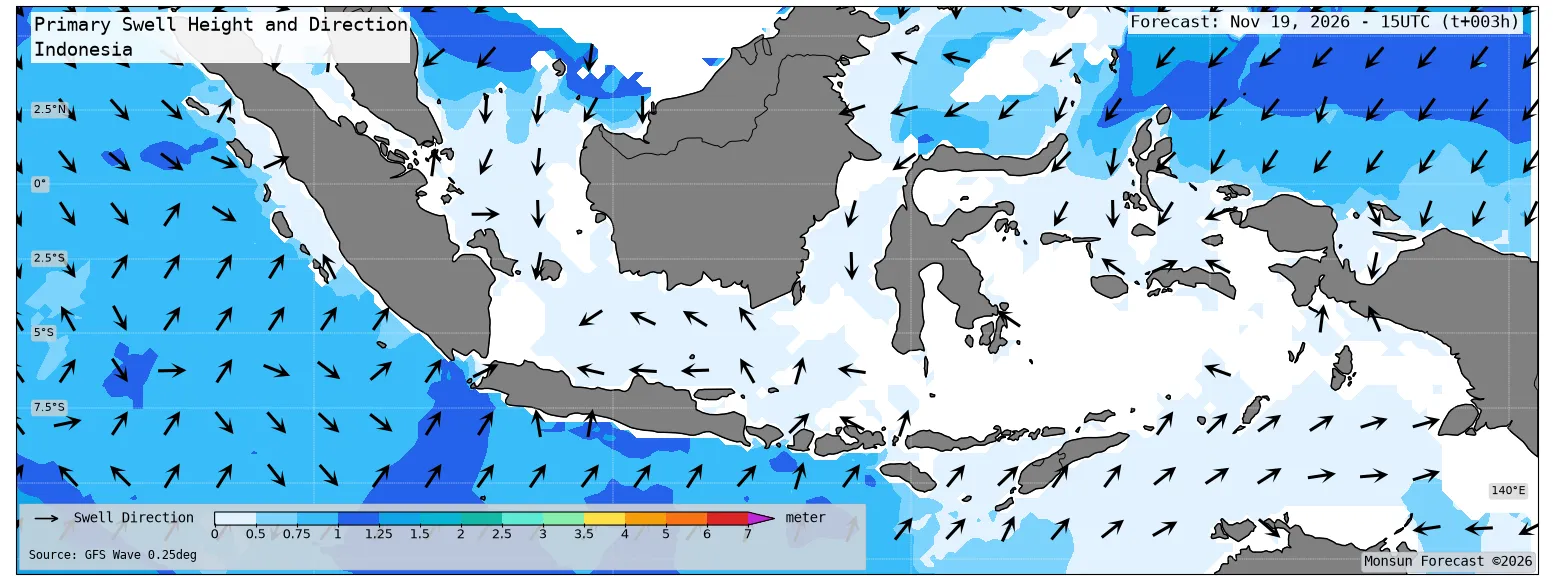 Primary Swell Height and Direction
Indonesia
Forecast: Nov 19, 2026 - 15UTC (t+003h)
2.5°N
0°
2.5°S
5°S
7.5°S
140°E
Swell Direction
0 0.5 0.75 1 1.25 1.5 2 2.5 3 3.5 4 5 6 7
meter
Source: GFS Wave 0.25deg
Monsun Forecast ©2026